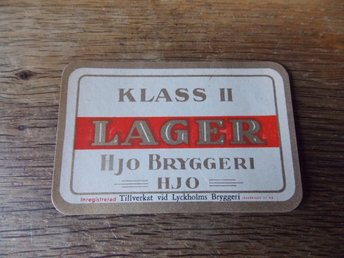 KLASS II
LAGER
HJO BRYGGERI
HJO
Inregistrerad Tillverkat vid Lyckholms Bryggeri